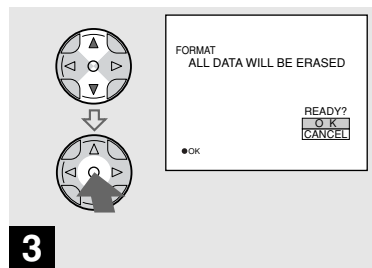 FORMAT
ALL DATA WILL BE ERASED
READY?
O K
CANCEL
●OK
3